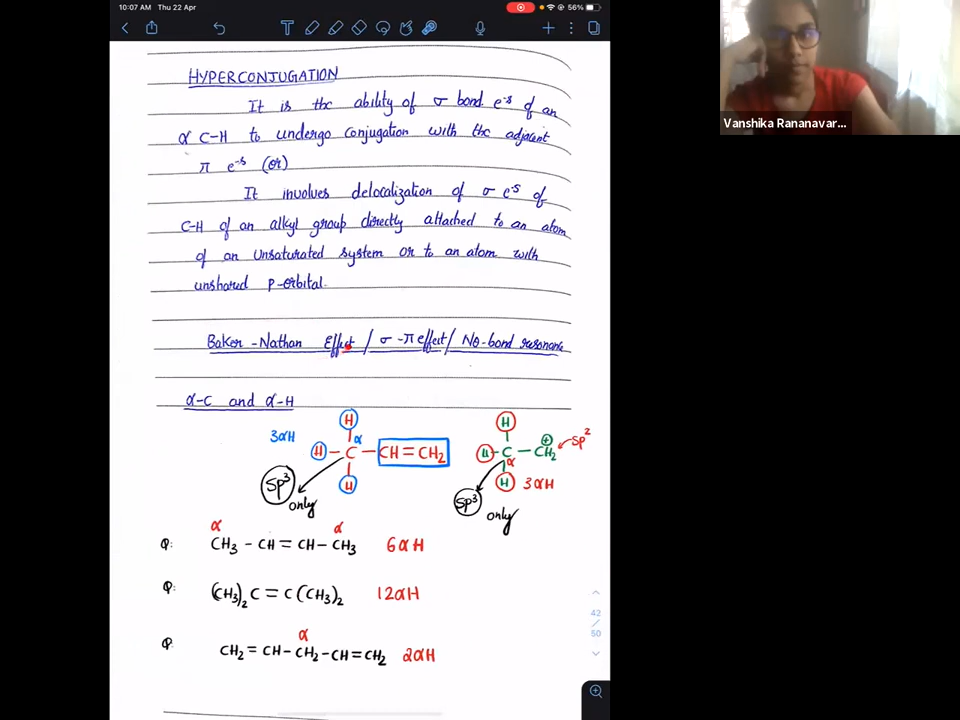 10:07 AM Thu 22 Apr
56%
HYPERCONJUGATION
It is the ability of σ bond e⁻s of an
α C-H to undergo conjugation with the adjacent
π e⁻s (or)
It involves delocalization of σ e⁻s of
C-H of an alkyl group directly attached to an atom
of an unsaturated system or to an atom with
unshared p-orbital.
Baker-Nathan Effect / σ-π effect / No-bond resonance
α-C and α-H
3αH
H
H - C - CH = CH₂
α
H
Sp³
only
H
H - C - CH₂
⊕
Sp²
α
H
3αH
Sp³
only
α α
Q: CH₃ - CH = CH - CH₃ 6αH
Q: (CH₃)₂ C = C (CH₃)₂ 12αH
α
Q: CH₂ = CH - CH₂ - CH = CH₂ 2αH
42
/
50
Vanshika Rananavar...